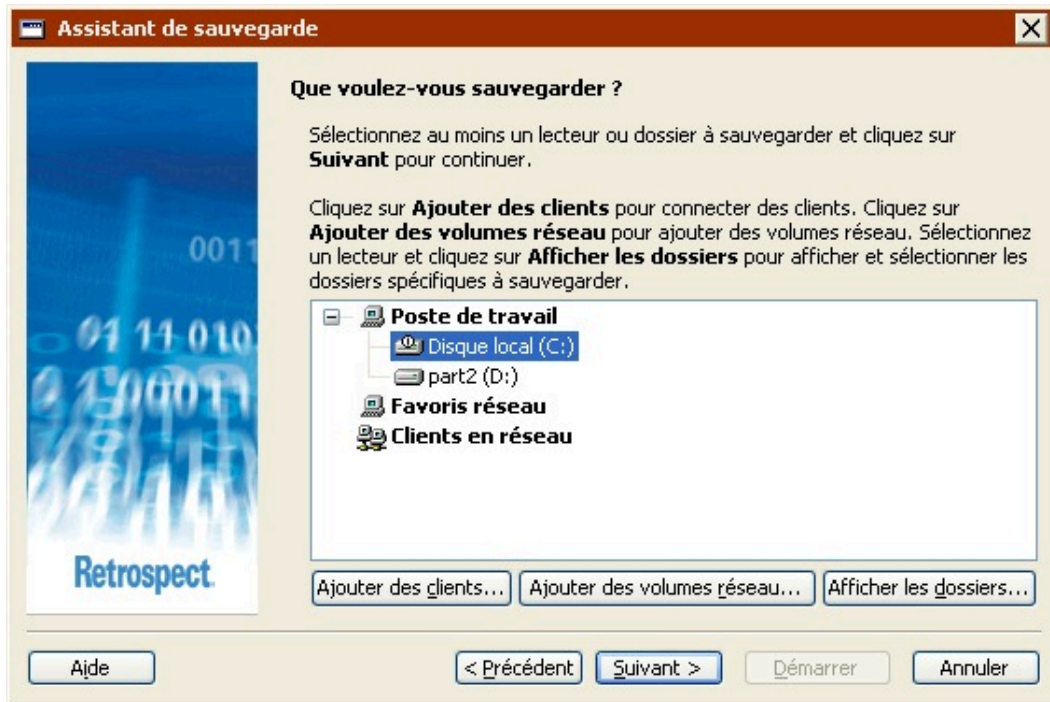 Assistant de sauvegarde
Que voulez-vous sauvegarder ?
Sélectionnez au moins un lecteur ou dossier à sauvegarder et cliquez sur
Suivant pour continuer.
Cliquez sur Ajouter des clients pour connecter des clients. Cliquez sur
Ajouter des volumes réseau pour ajouter des volumes réseau. Sélectionnez
un lecteur et cliquez sur Afficher les dossiers pour afficher et sélectionner les
dossiers spécifiques à sauvegarder.
Poste de travail
Disque local (C:)
part2 (D:)
Favoris réseau
Clients en réseau
0011
01 11 010
Retrospect
Ajouter des clients... Ajouter des volumes réseau... Afficher les dossiers...
Aide < Précédent Suivant > Démarrer Annuler